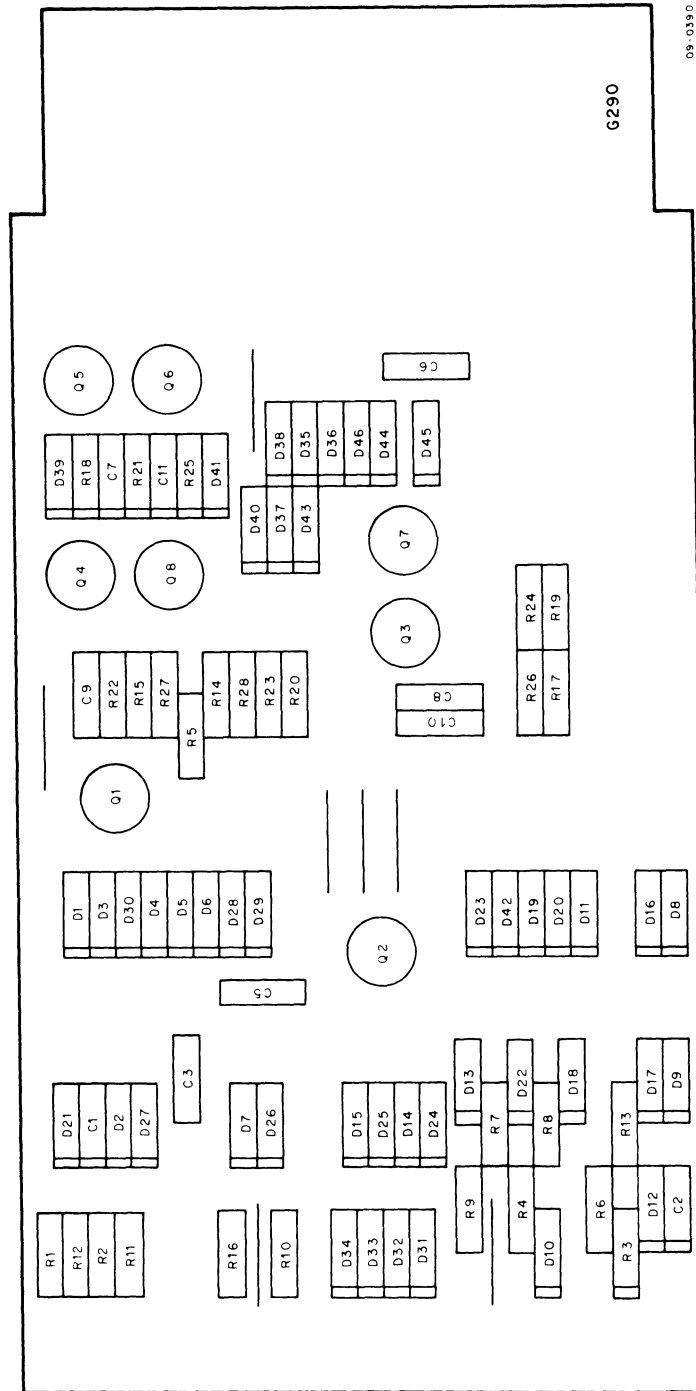 09-0390
G290
Q5
Q6
C6
D39
R18
C7
R21
C11
R25
D41
D38
D35
D36
D46
D44
D45
D40
D37
D43
Q4
Q8
Q7
Q3
C9
R22
R15
R27
R5
R14
R28
R23
R20
C8
C10
R24
R19
R26
R17
Q1
D1
D3
D30
D4
D5
D6
D28
D29
Q2
D23
D42
D19
D20
D11
D16
D8
C5
C3
D21
C1
D2
D27
D7
D26
D15
D25
D14
D24
D13
R7
D22
R8
D18
R13
D17
D9
R1
R12
R2
R11
R16
R10
D34
D33
D32
D31
R9
R4
D10
R6
R3
D12
C2